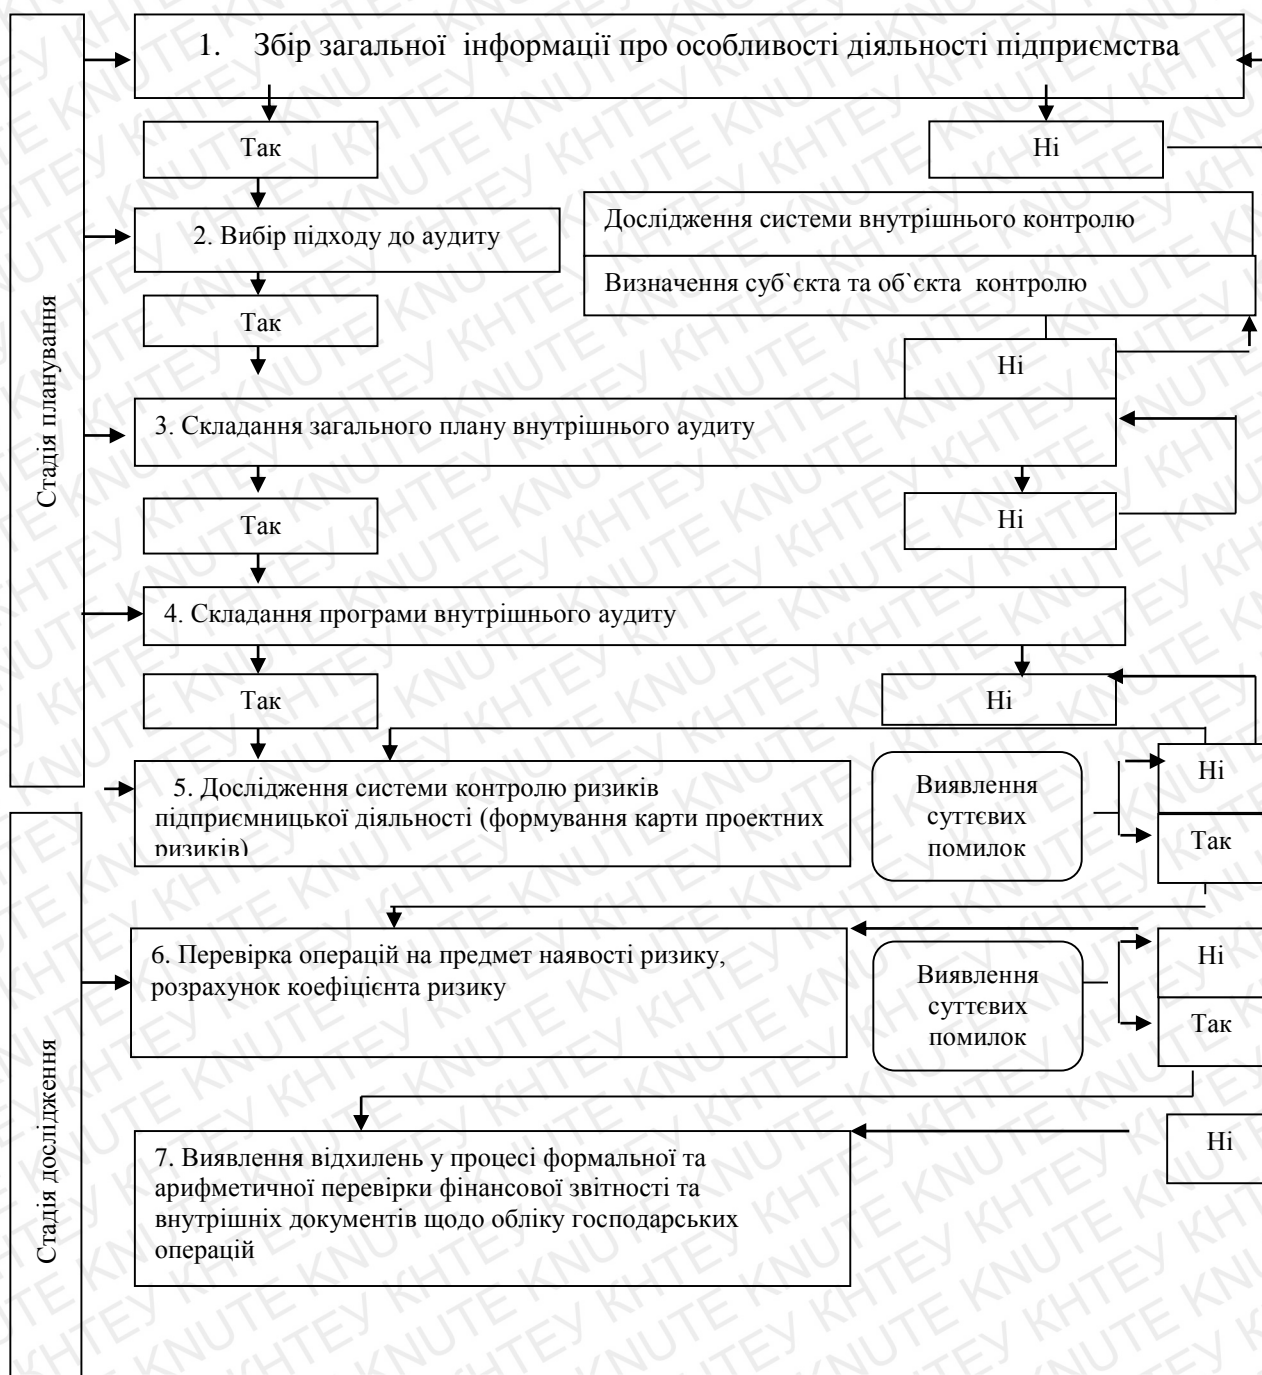 1. Збір загальної інформації про особливості діяльності підприємства
Так
Ні
2. Вибір підходу до аудиту
Дослідження системи внутрішнього контролю
Визначення суб`єкта та об`єкта контролю
Так
Ні
3. Складання загального плану внутрішнього аудиту
Так
Ні
4. Складання програми внутрішнього аудиту
Так
Ні
Стадія планування
5. Дослідження системи контролю ризиків
підприємницької діяльності (формування карти проектних
ризиків)
Виявлення
суттєвих
помилок
Ні
Так
6. Перевірка операцій на предмет наявості ризику,
розрахунок коефіцієнта ризику
Виявлення
суттєвих
помилок
Ні
Так
7. Виявлення відхилень у процесі формальної та
арифметичної перевірки фінансової звітності та
внутрішніх документів щодо обліку господарських
операцій
Ні
Стадія дослідження
KNUTE КНТЕУ